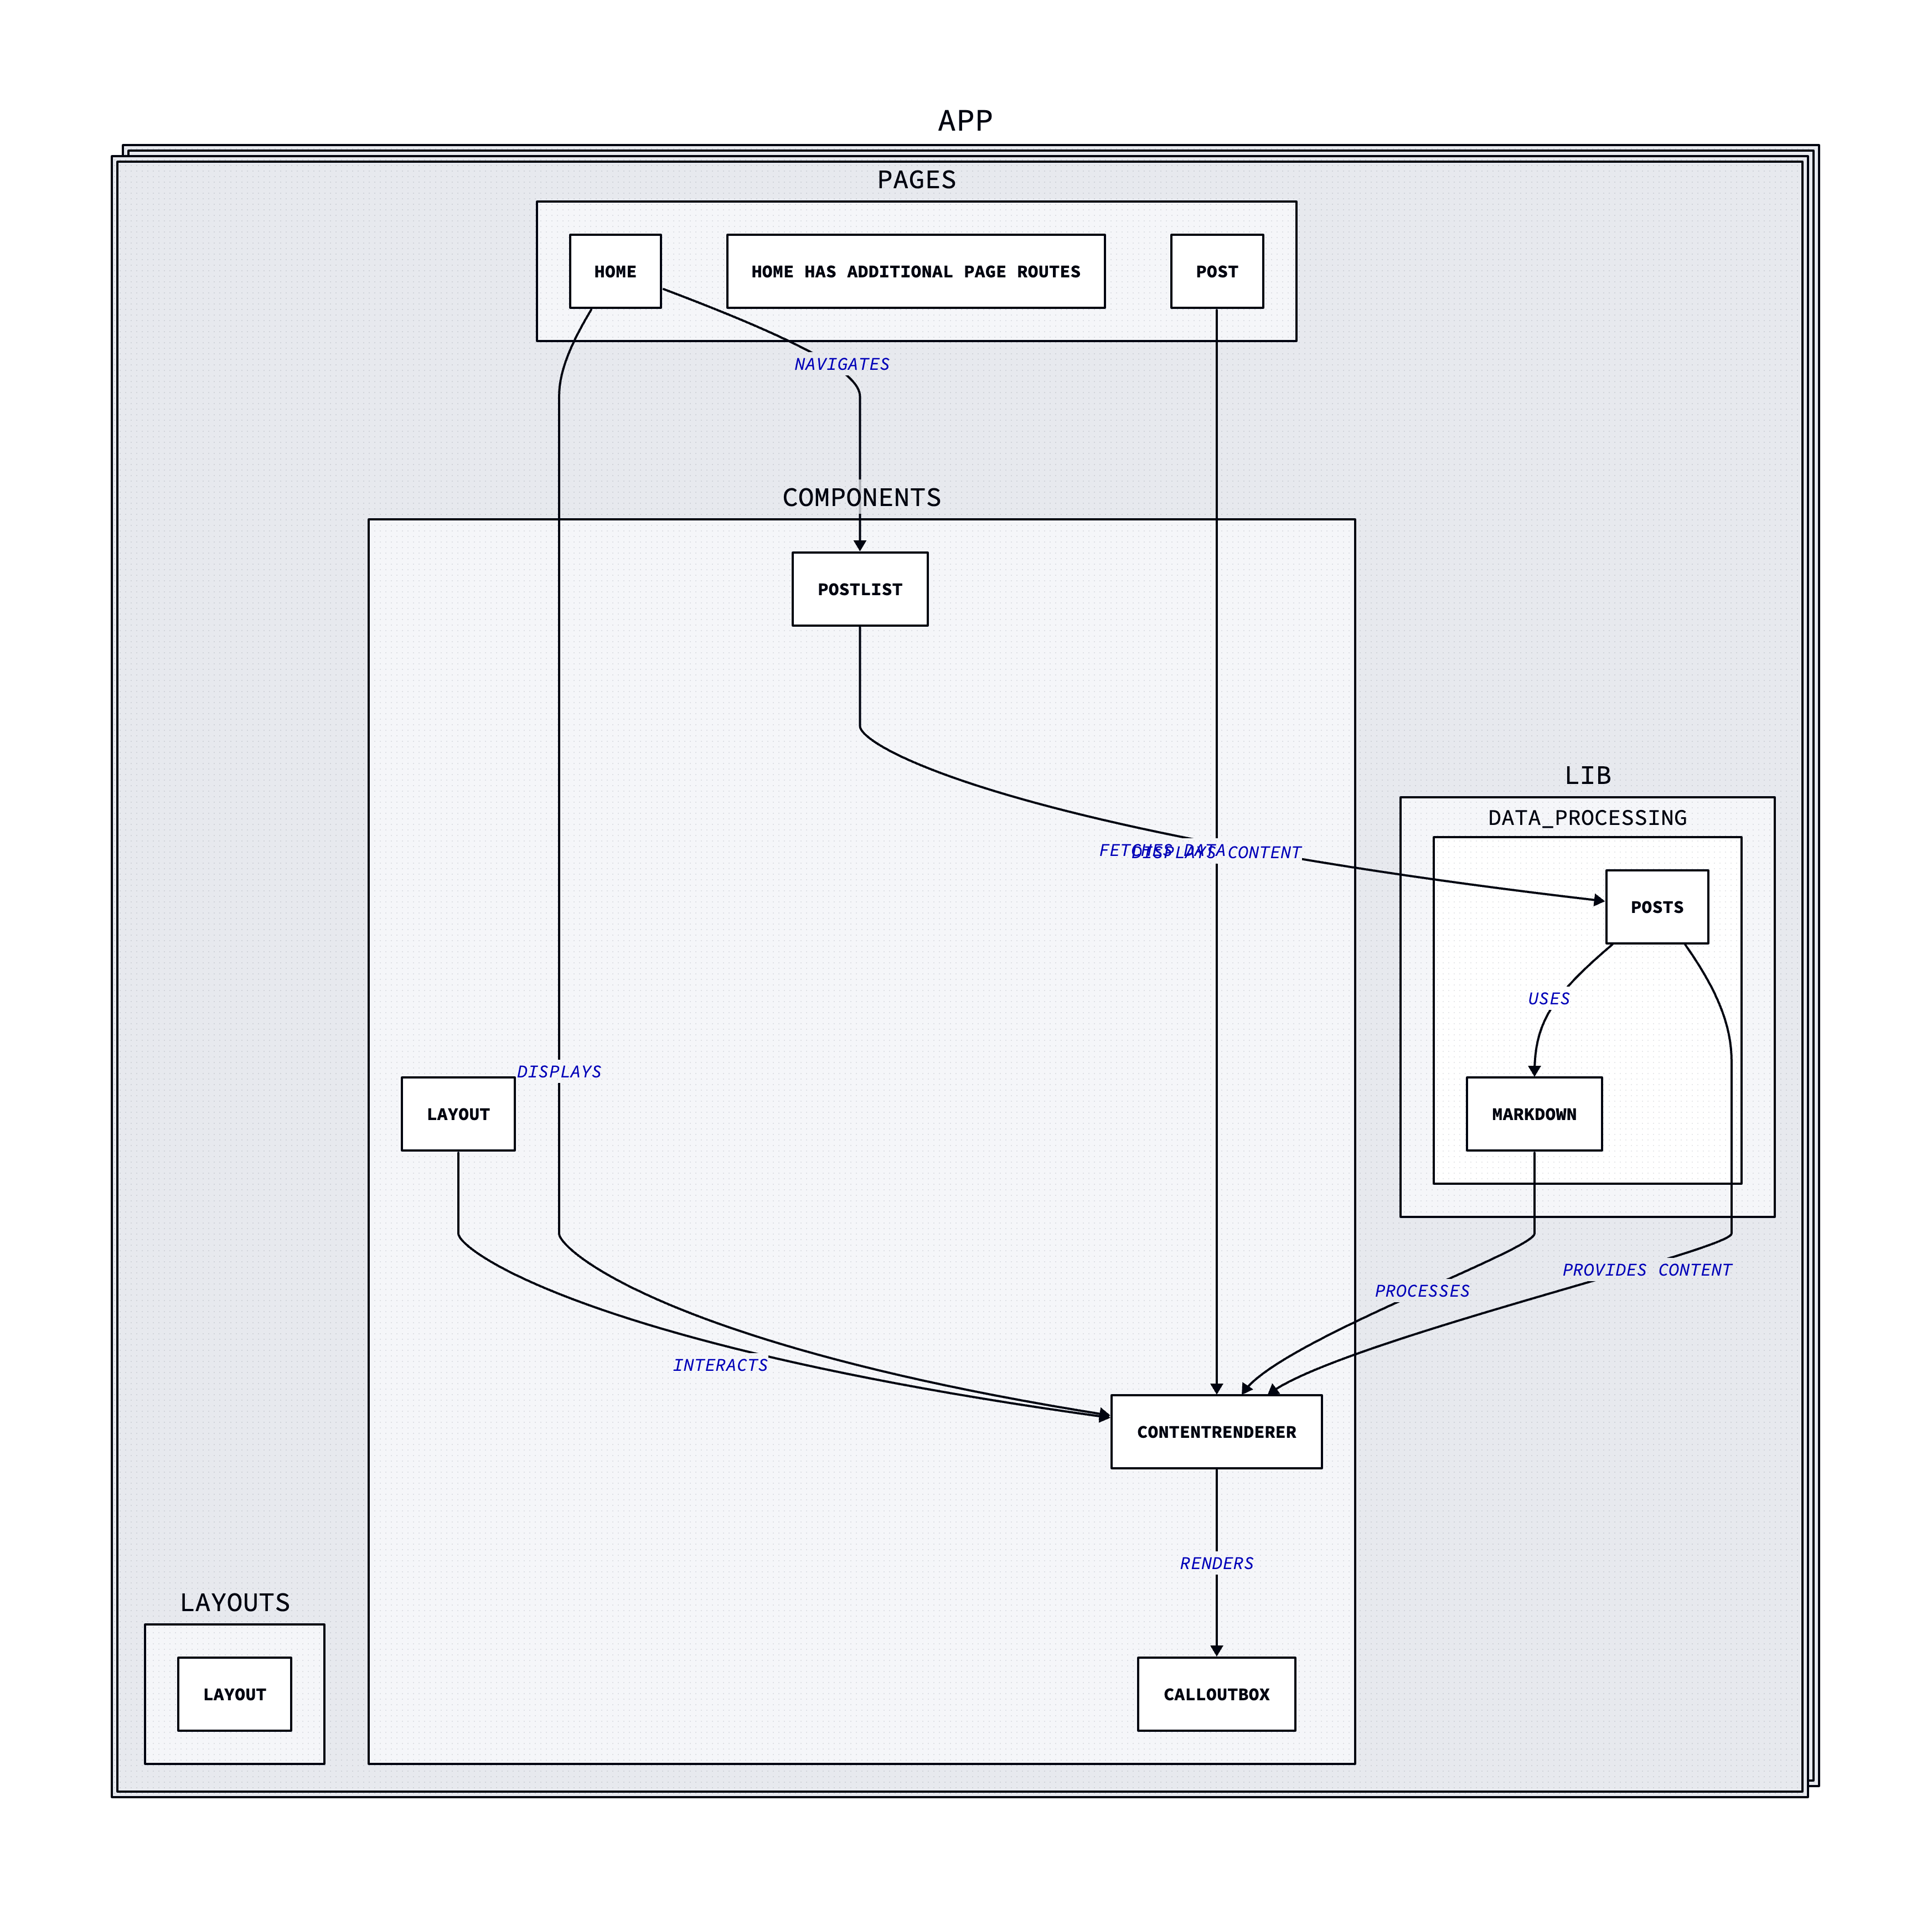 APP
PAGES
HOME
HOME HAS ADDITIONAL PAGE ROUTES
POST
NAVIGATES
COMPONENTS
POSTLIST
LIB
DATA_PROCESSING
FETCHES DATA
DISPLAYS CONTENT
POSTS
USES
DISPLAYS
LAYOUT
MARKDOWN
PROVIDES CONTENT
PROCESSES
INTERACTS
CONTENTRENDERER
RENDERS
LAYOUTS
LAYOUT
CALLOUTBOX